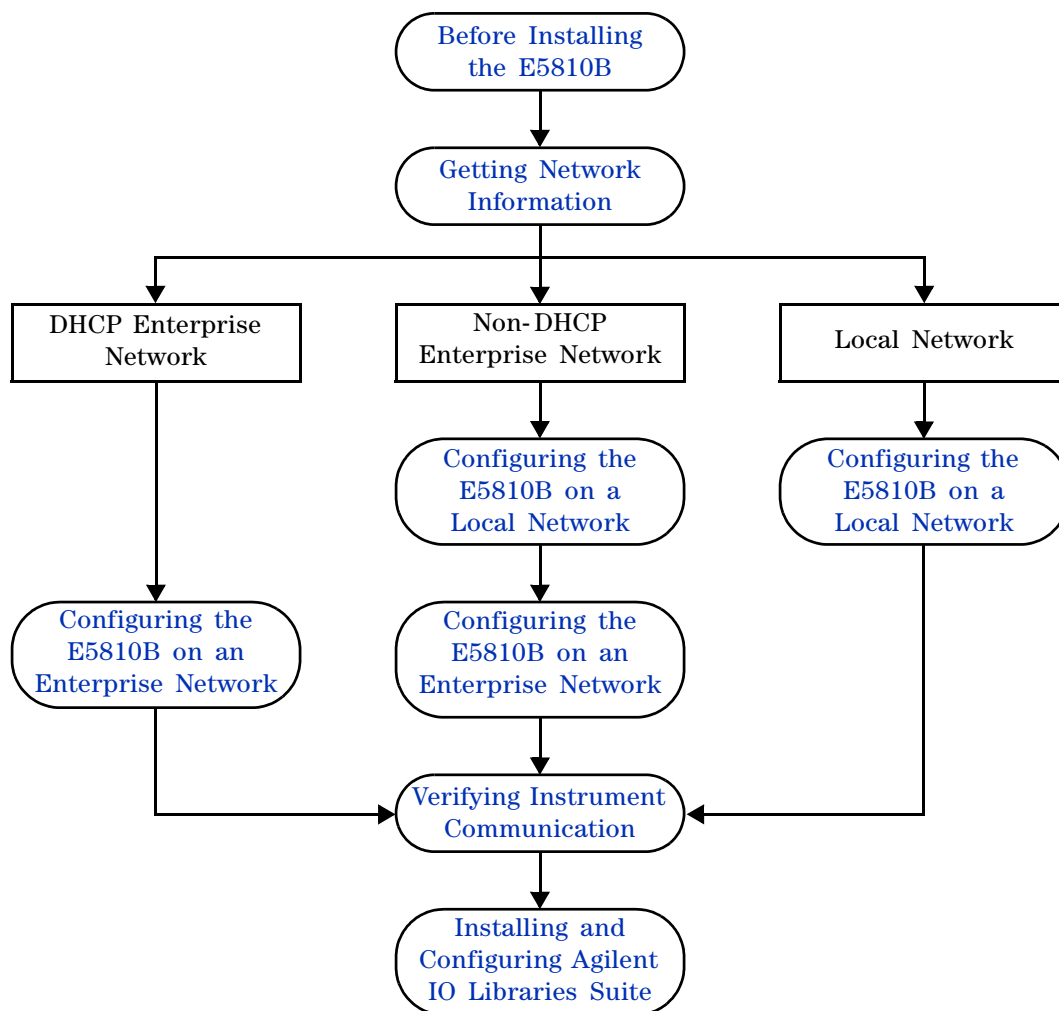 Before Installing
the E5810B
Getting Network
Information
DHCP Enterprise
Network
Non-DHCP
Enterprise Network
Local Network
Configuring the
E5810B on a
Local Network
Configuring the
E5810B on a
Local Network
Configuring the
E5810B on an
Enterprise Network
Configuring the
E5810B on an
Enterprise Network
Verifying Instrument
Communication
Installing and
Configuring Agilent
IO Libraries Suite